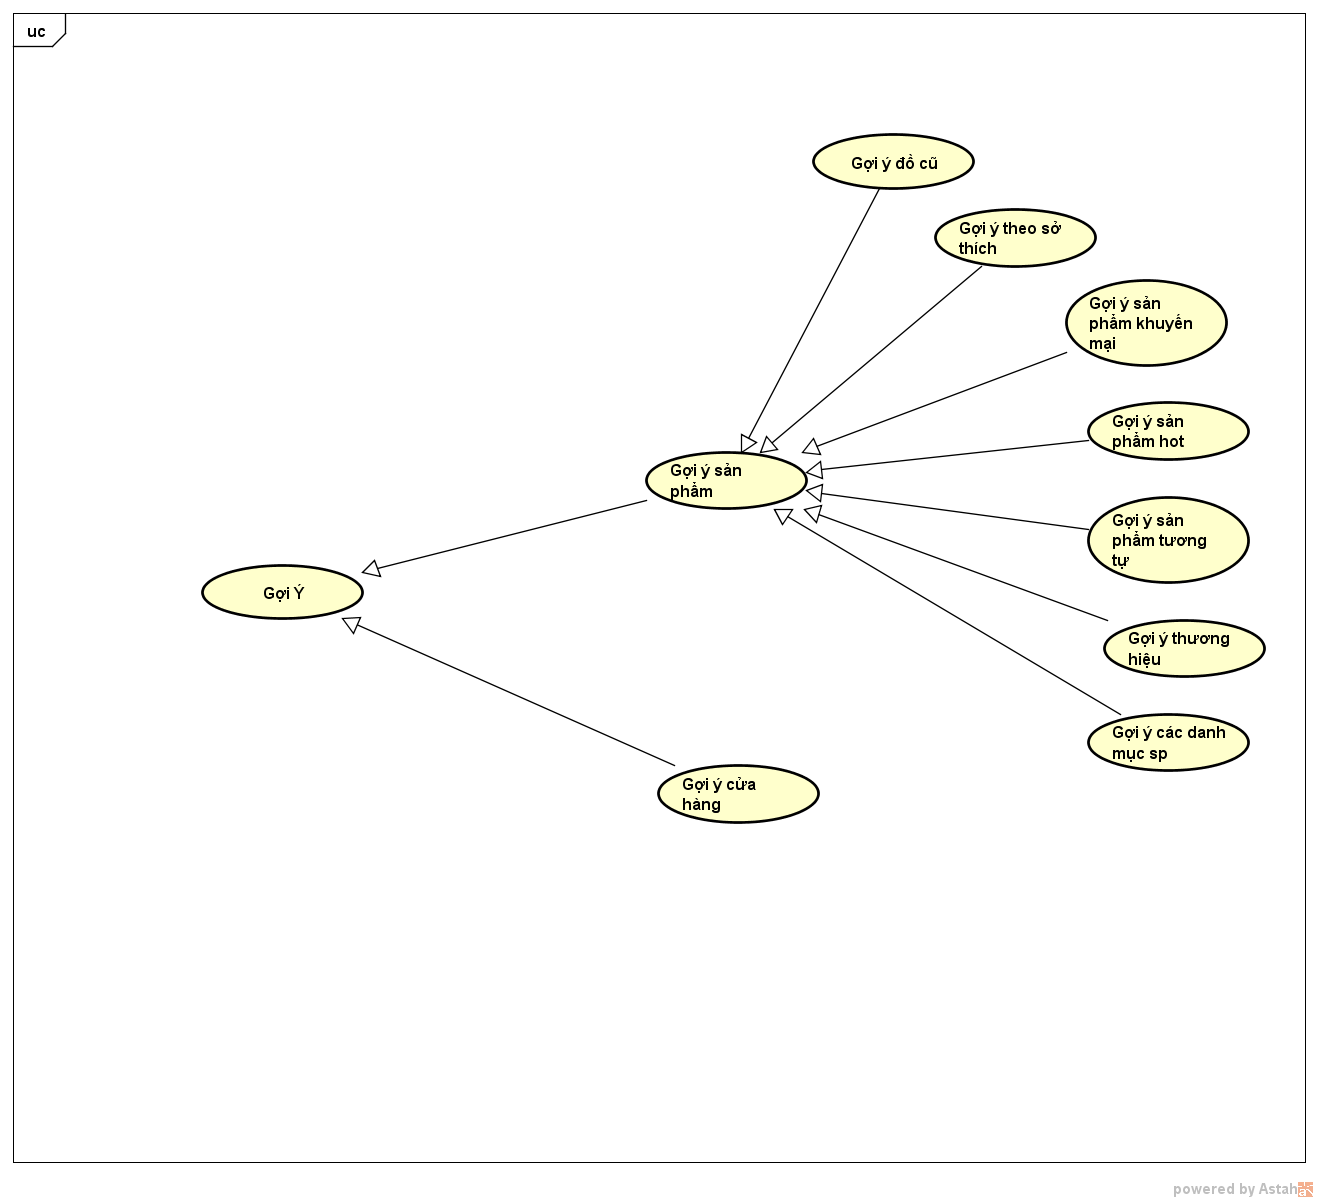 uc
Gợi ý đồ cũ
Gợi ý theo sở
thích
Gợi ý sản
phẩm khuyến
mại
Gợi ý sản
phẩm hot
Gợi ý sản
phẩm
Gợi ý sản
phẩm tương
tự
Gợi Ý
Gợi ý thương
hiệu
Gợi ý các danh
mục sp
Gợi ý cửa
hàng
powered by Astah